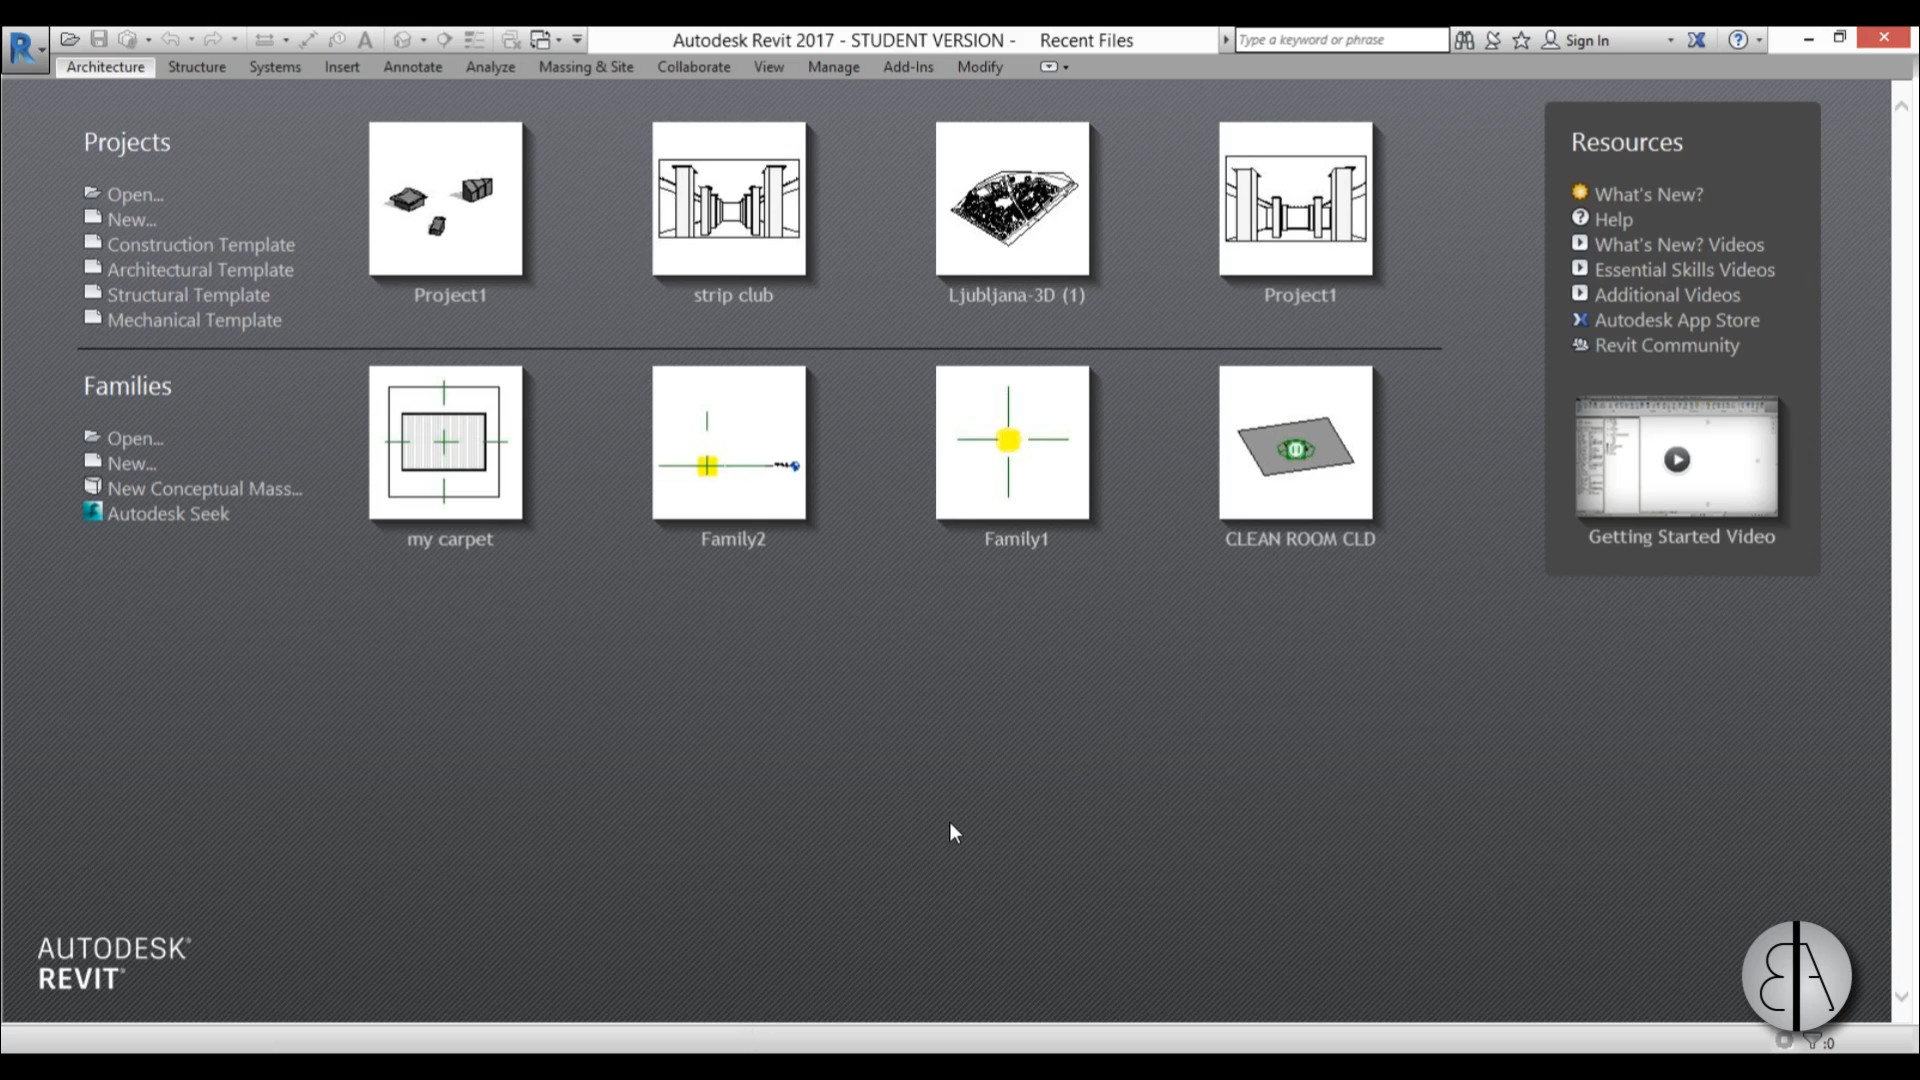 Autodesk Revit 2017 - STUDENT VERSION - Recent Files
Type a keyword or phrase
Sign In
Architecture Structure Systems Insert Annotate Analyze Massing & Site Collaborate View Manage Add-Ins Modify
Projects
Open...
New...
Construction Template
Architectural Template
Structural Template
Mechanical Template
Project1
strip club
Ljubljana-3D (1)
Project1
Families
Open...
New...
New Conceptual Mass...
Autodesk Seek
my carpet
Family2
Family1
CLEAN ROOM CLD
Resources
What's New?
Help
What's New? Videos
Essential Skills Videos
Additional Videos
Autodesk App Store
Revit Community
Getting Started Video
AUTODESK®
REVIT®
BA
:0